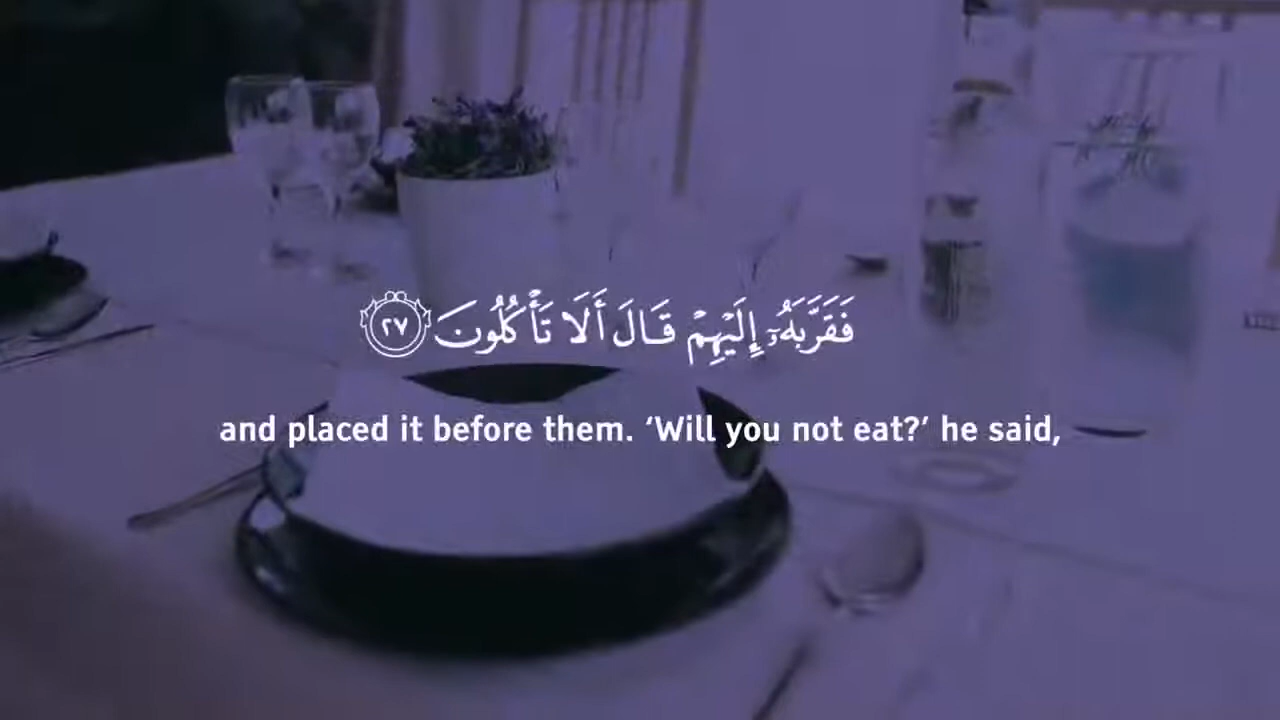 فَقَرَّبَهُۥٓ إِلَيْهِمْ قَالَ أَلَا تَأْكُلُونَ ٢٧
and placed it before them. ‘Will you not eat?’ he said,